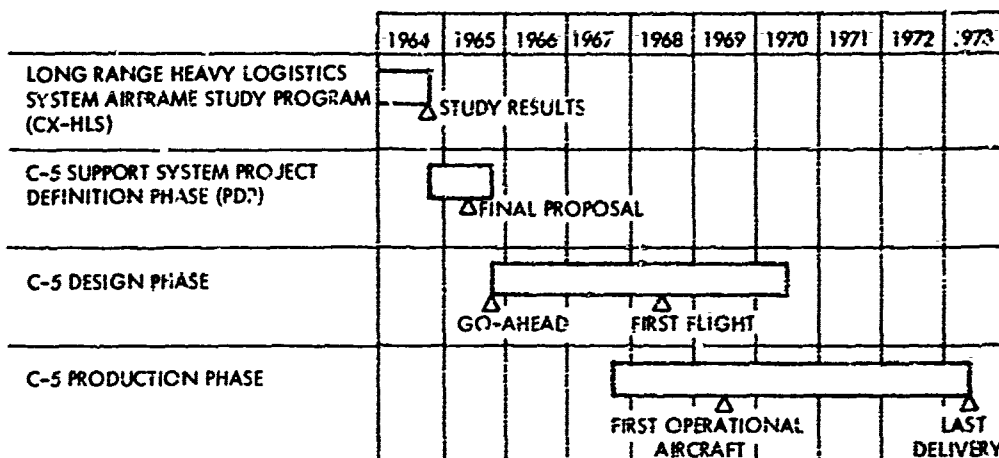 1964 1965 1966 1967 1968 1969 1970 1971 1972 1973
LONG RANGE HEAVY LOGISTICS
SYSTEM AIRFRAME STUDY PROGRAM
(CX-HLS)
STUDY RESULTS
C-5 SUPPORT SYSTEM PROJECT
DEFINITION PHASE (PDP)
FINAL PROPOSAL
C-5 DESIGN PHASE
GO-AHEAD FIRST FLIGHT
C-5 PRODUCTION PHASE
FIRST OPERATIONAL
AIRCRAFT
LAST
DELIVERY